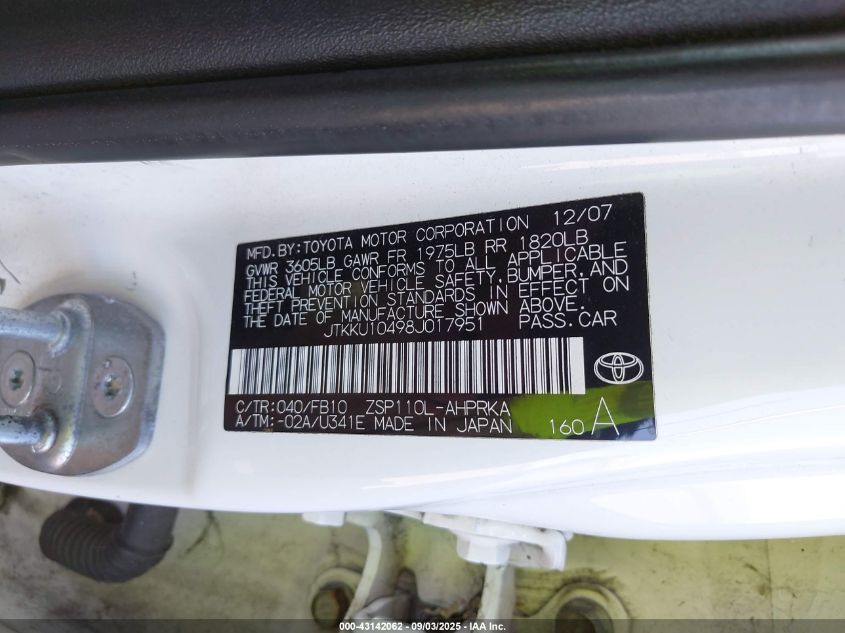 MFD.BY:TOYOTA MOTOR CORPORATION 12/07
GVWR 3605LB GAWR FR 1975LB RR 1820LB
THIS VEHICLE CONFORMS TO ALL APPLICABLE
FEDERAL MOTOR VEHICLE SAFETY,BUMPER,AND
THEFT PREVENTION STANDARDS IN EFFECT ON
THE DATE OF MANUFACTURE SHOWN ABOVE.
JTKKU10498J017951 PASS.CAR
C/TR:040/FB10 ZSP110L-AHPRKA
A/TM:-02A/U341E MADE IN JAPAN 160 A
000-43142062 - 09/03/2025 - IAA Inc.